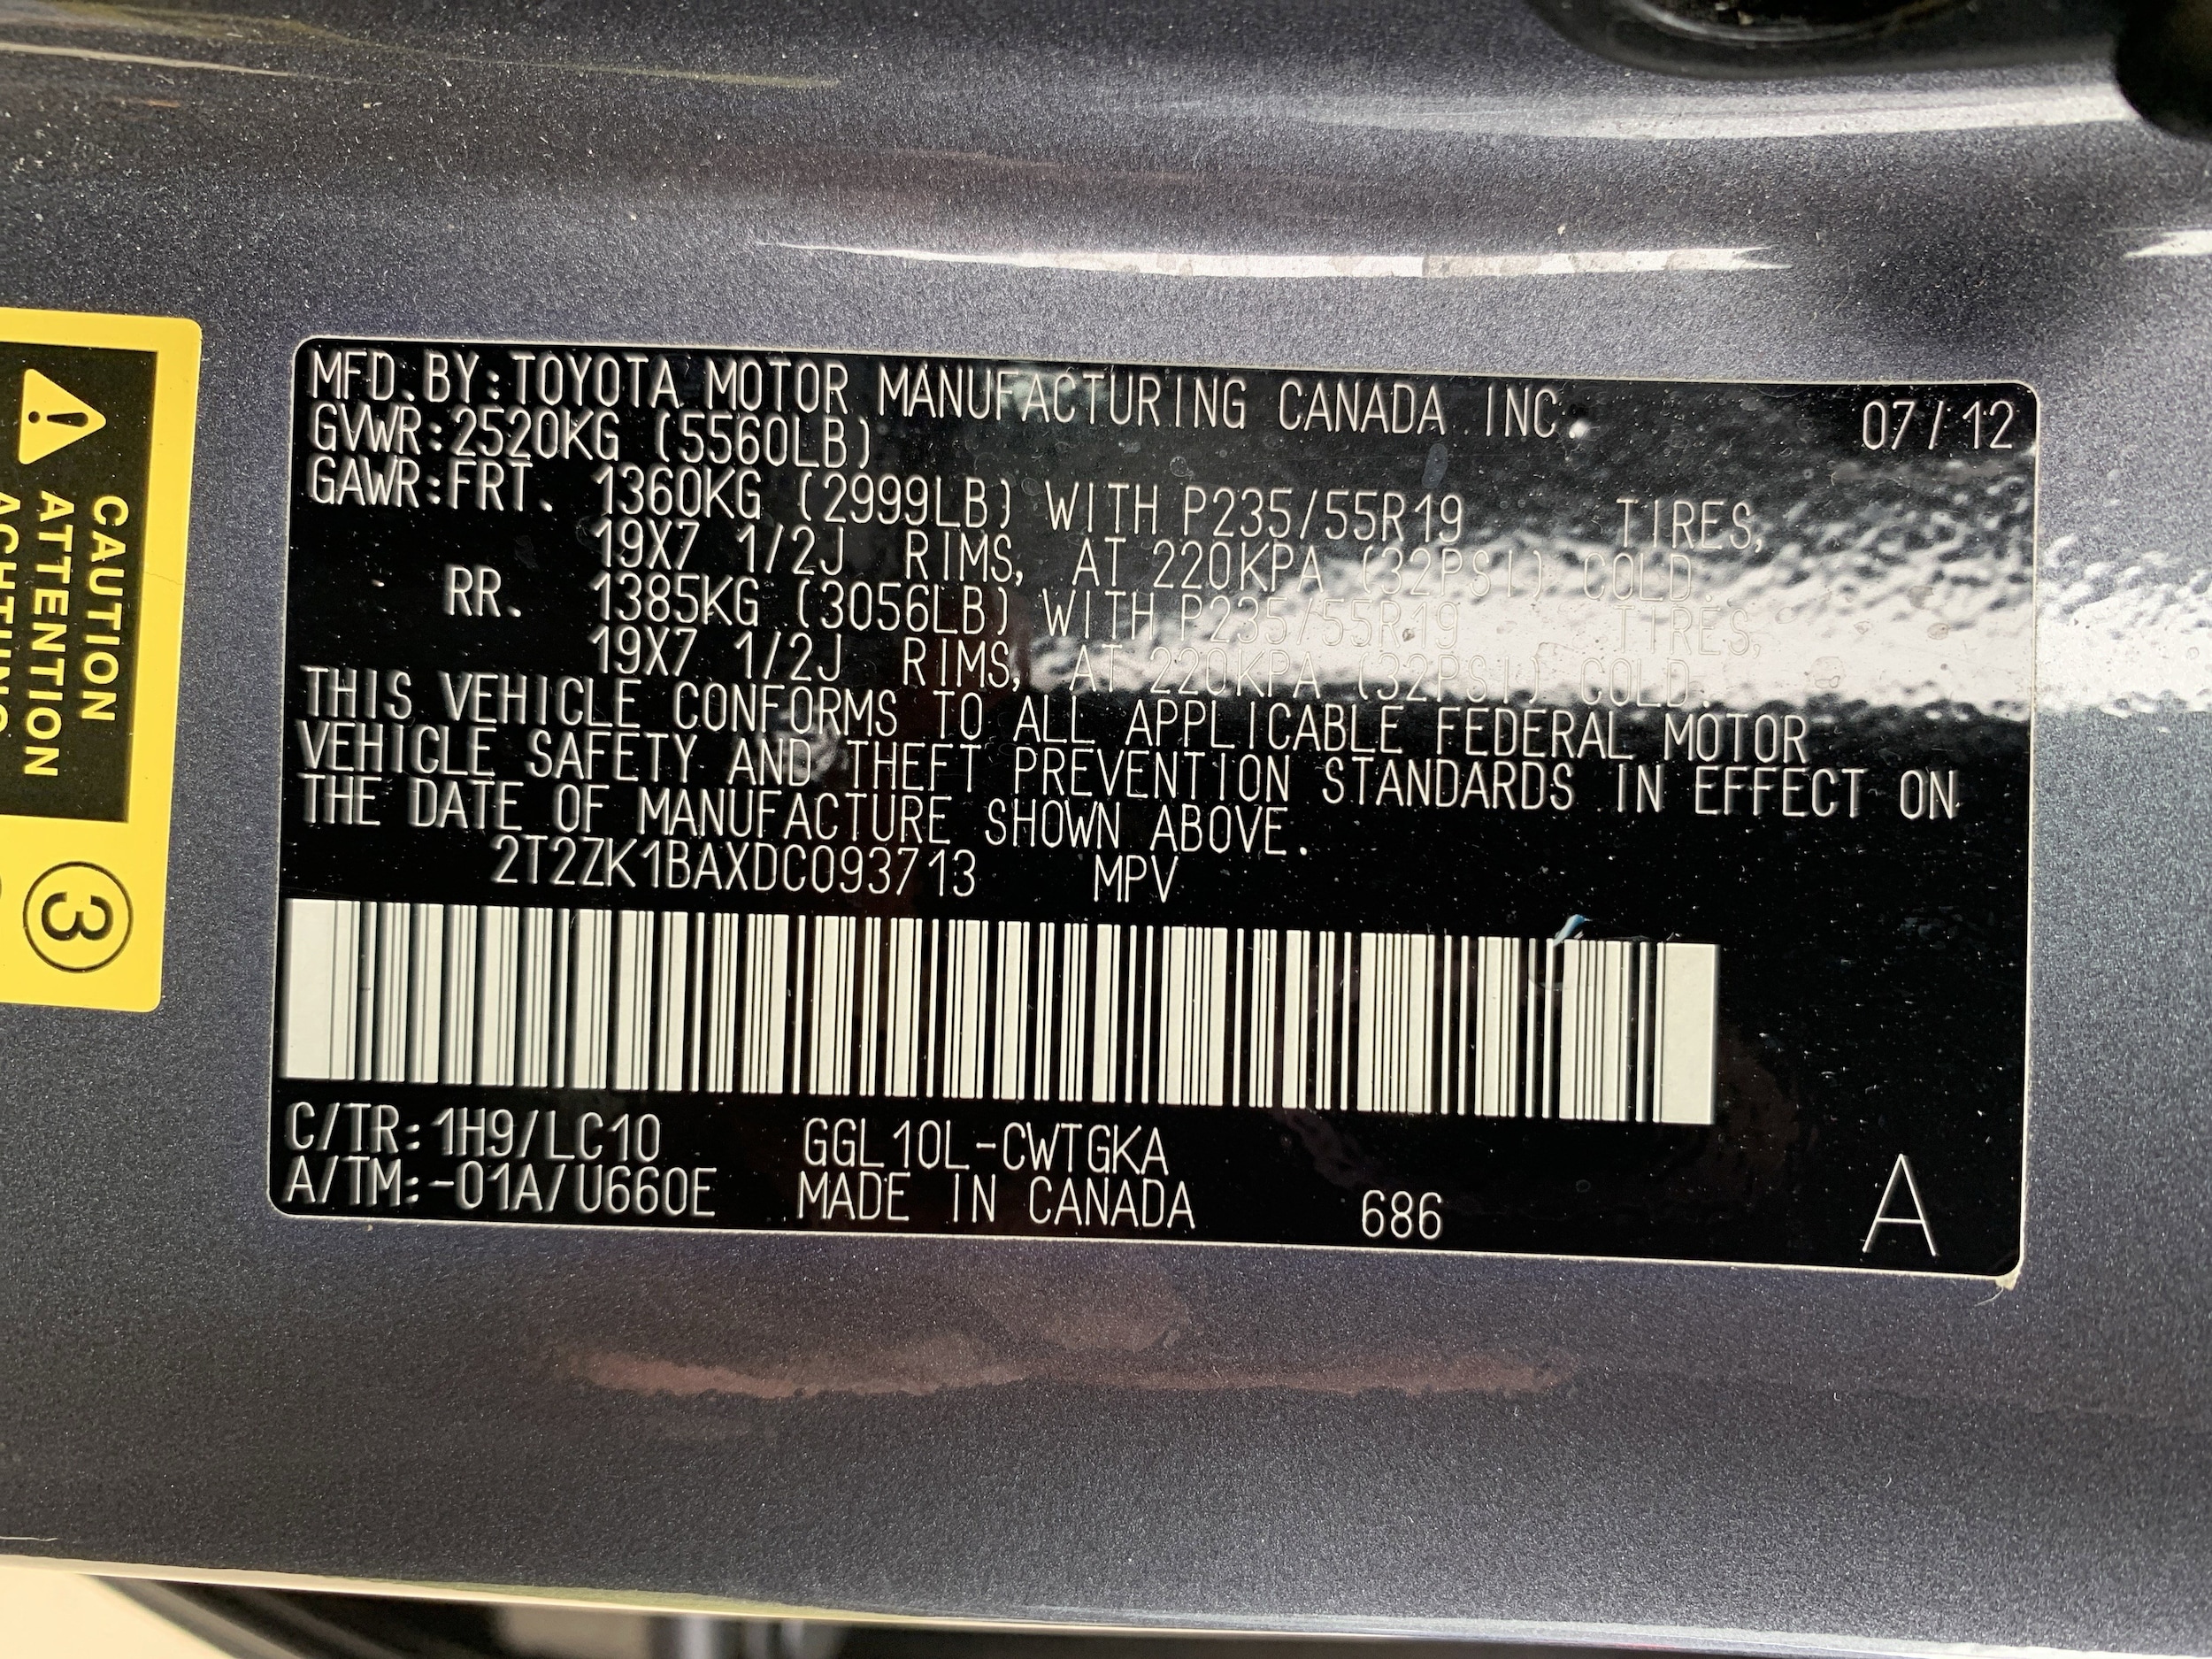 MFD.BY:TOYOTA MOTOR MANUFACTURING CANADA INC. 07/12
GVWR:2520KG (5560LB)
GAWR:FRT. 1360KG (2999LB) WITH P235/55R19 TIRES,
19X7 1/2J RIMS, AT 220KPA (32PSI) COLD.
RR. 1385KG (3056LB) WITH P235/55R19 TIRES,
19X7 1/2J RIMS, AT 220KPA (32PSI) COLD.
THIS VEHICLE CONFORMS TO ALL APPLICABLE FEDERAL MOTOR
VEHICLE SAFETY AND THEFT PREVENTION STANDARDS IN EFFECT ON
THE DATE OF MANUFACTURE SHOWN ABOVE.
2T2ZK1BAXDC093713 MPV
C/TR:1H9/LC10 GGL10L-CWTGKA
A/TM:-01A/U660E MADE IN CANADA 686 A
CAUTION
ATTENTION
3